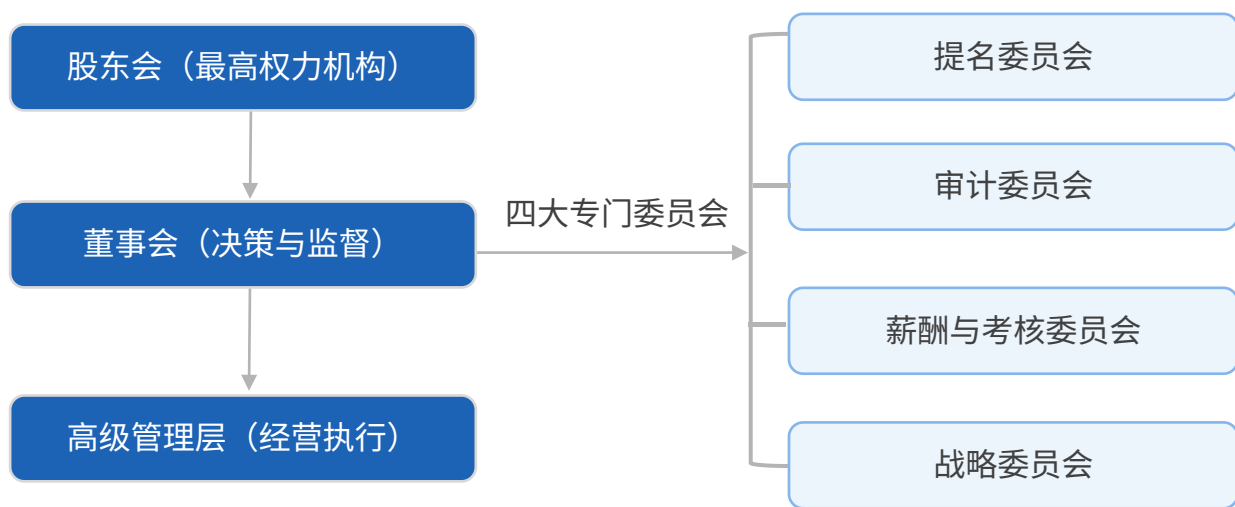 股东会（最高权力机构）
董事会（决策与监督）
高级管理层（经营执行）
四大专门委员会
提名委员会
审计委员会
薪酬与考核委员会
战略委员会